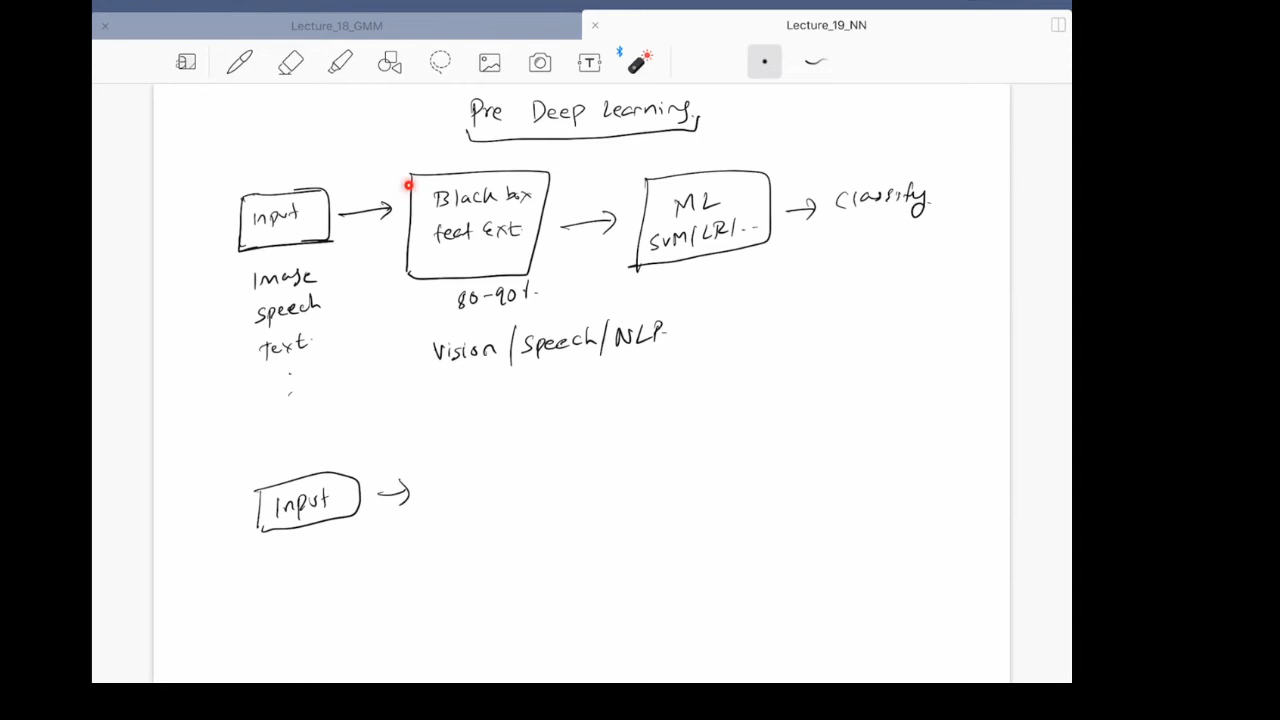 Lecture_18_GMM
Lecture_19_NN
Pre Deep Learning.
Input
Black box
feat Ext.
ML
SVM/LR/...
Classify.
Image
Speech
Text.
80-90%.
Vision/Speech/NLP.
Input